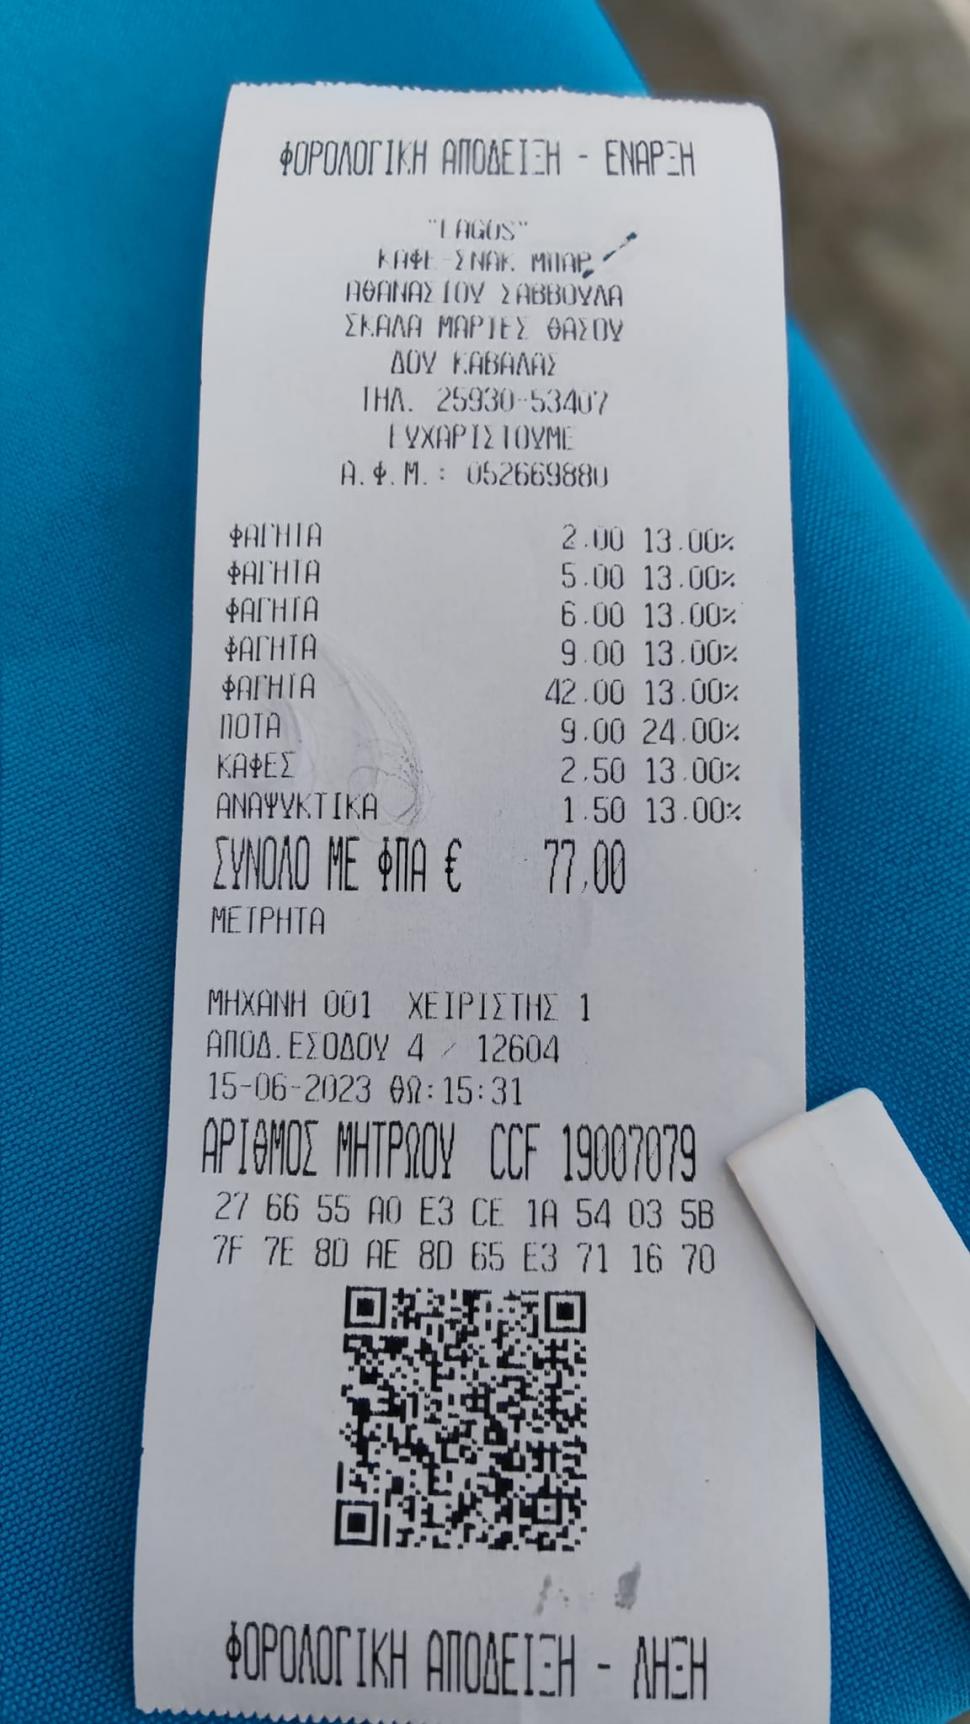 ΦΟΡΟΛΟΓΙΚΗ ΑΠΟΔΕΙΞΗ - ΕΝΑΡΞΗ
"LAGOS"
ΚΑΦΕ-ΣΝΑΚ ΜΠΑΡ
ΑΘΑΝΑΣΙΟΥ ΣΑΒΒΟΥΛΑ
ΣΚΑΛΑ ΜΑΡΙΕΣ ΘΑΣΟΥ
ΔΟΥ ΚΑΒΑΛΑΣ
ΤΗΛ. 25930-53407
ΕΥΧΑΡΙΣΤΟΥΜΕ
Α.Φ.Μ.: 052669880
ΦΑΓΗΤΑ 2.00 13.00%
ΦΑΓΗΤΑ 5.00 13.00%
ΦΑΓΗΤΑ 6.00 13.00%
ΦΑΓΗΤΑ 9.00 13.00%
ΦΑΓΗΤΑ 42.00 13.00%
ΠΟΤΑ 9.00 24.00%
ΚΑΦΕΣ 2.50 13.00%
ΑΝΑΨΥΚΤΙΚΑ 1.50 13.00%
ΣΥΝΟΛΟ ΜΕ ΦΠΑ € 77,00
ΜΕΤΡΗΤΑ
ΜΗΧΑΝΗ 001 ΧΕΙΡΙΣΤΗΣ 1
ΑΠΟΔ.ΕΣΟΔΟΥ 4 / 12604
15-06-2023 ΘΩ:15:31
ΑΡΙΘΜΟΣ ΜΗΤΡΩΟΥ CCF 19007079
27 66 55 A0 E3 CE 1A 54 03 5B
7F 7E 8D AE 8D 65 E3 71 16 70
ΦΟΡΟΛΟΓΙΚΗ ΑΠΟΔΕΙΞΗ - ΛΗΞΗ